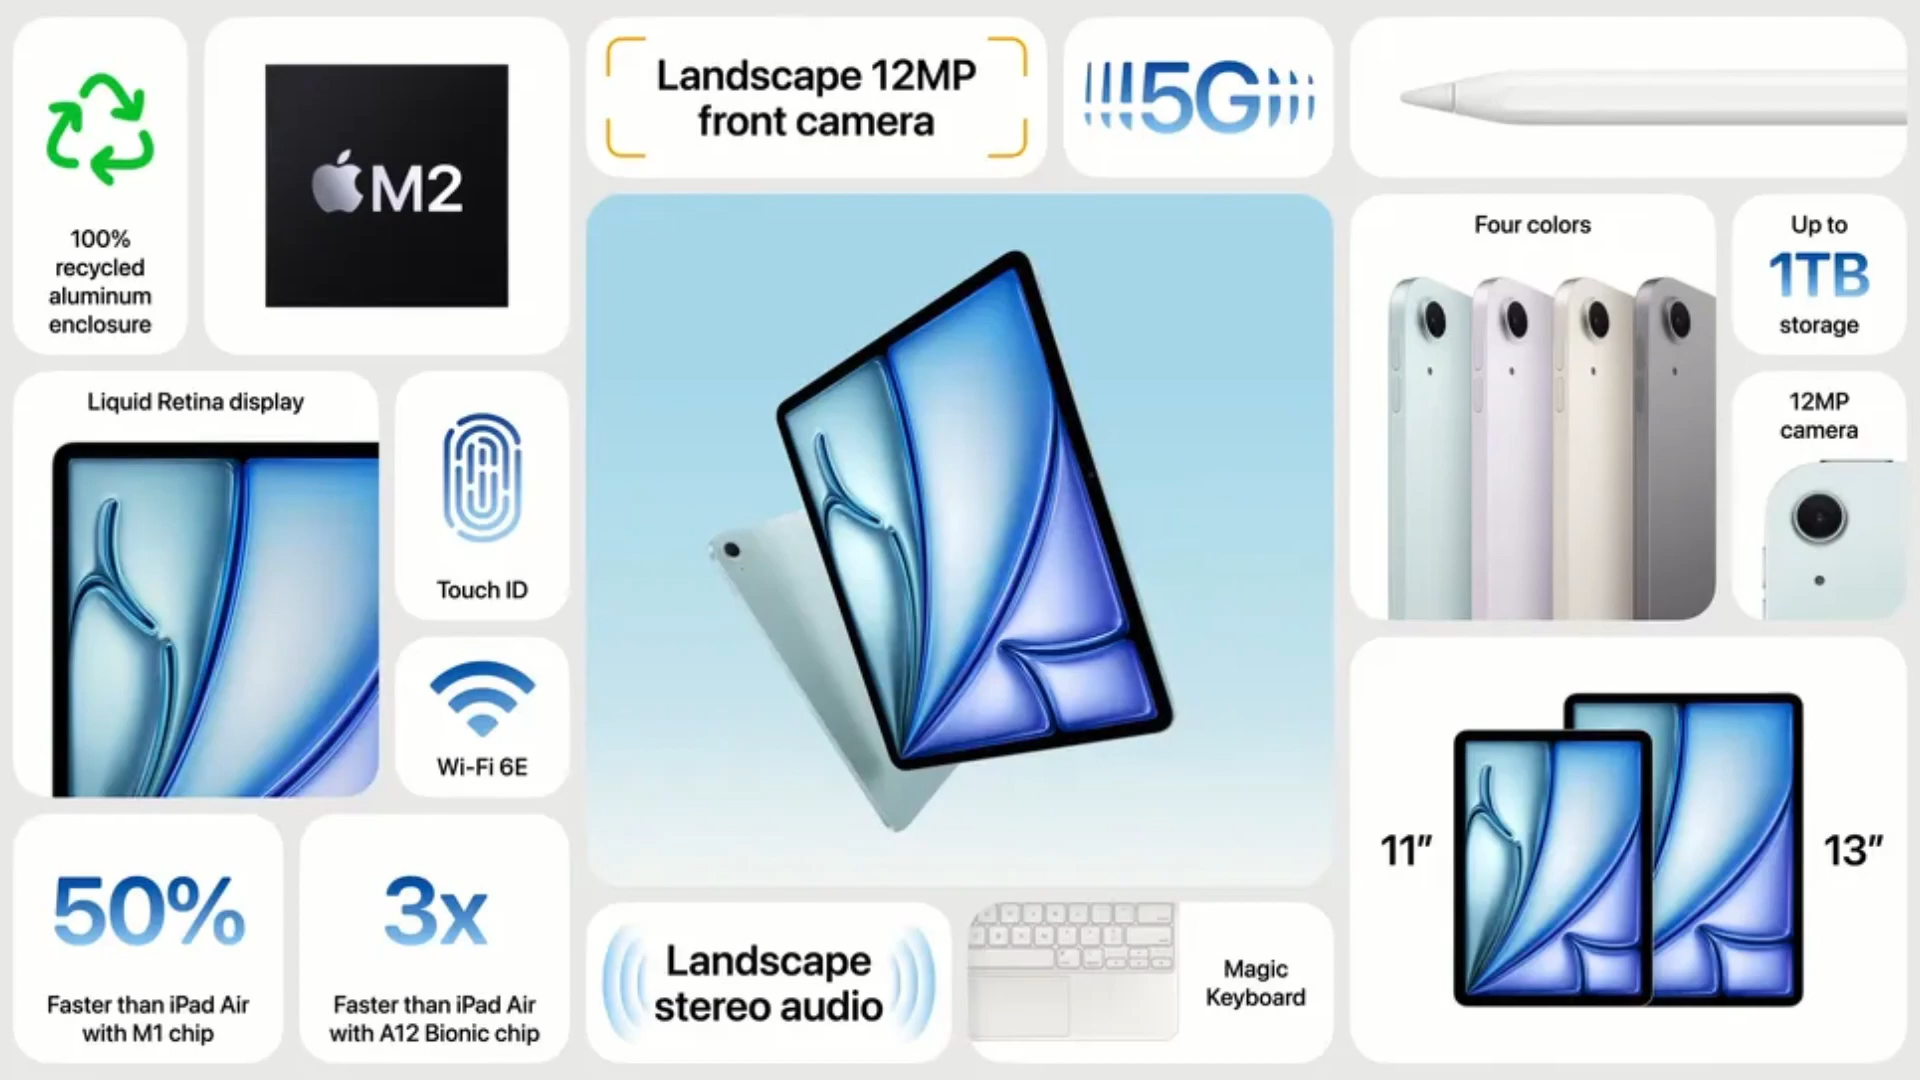 100%
recycled
aluminum
enclosure
M2
Landscape 12MP
front camera
5G
Four colors
Up to
1TB
storage
Liquid Retina display
Touch ID
Wi-Fi 6E
12MP
camera
50%
Faster than iPad Air
with M1 chip
3x
Faster than iPad Air
with A12 Bionic chip
Landscape
stereo audio
Magic
Keyboard
11″
13″